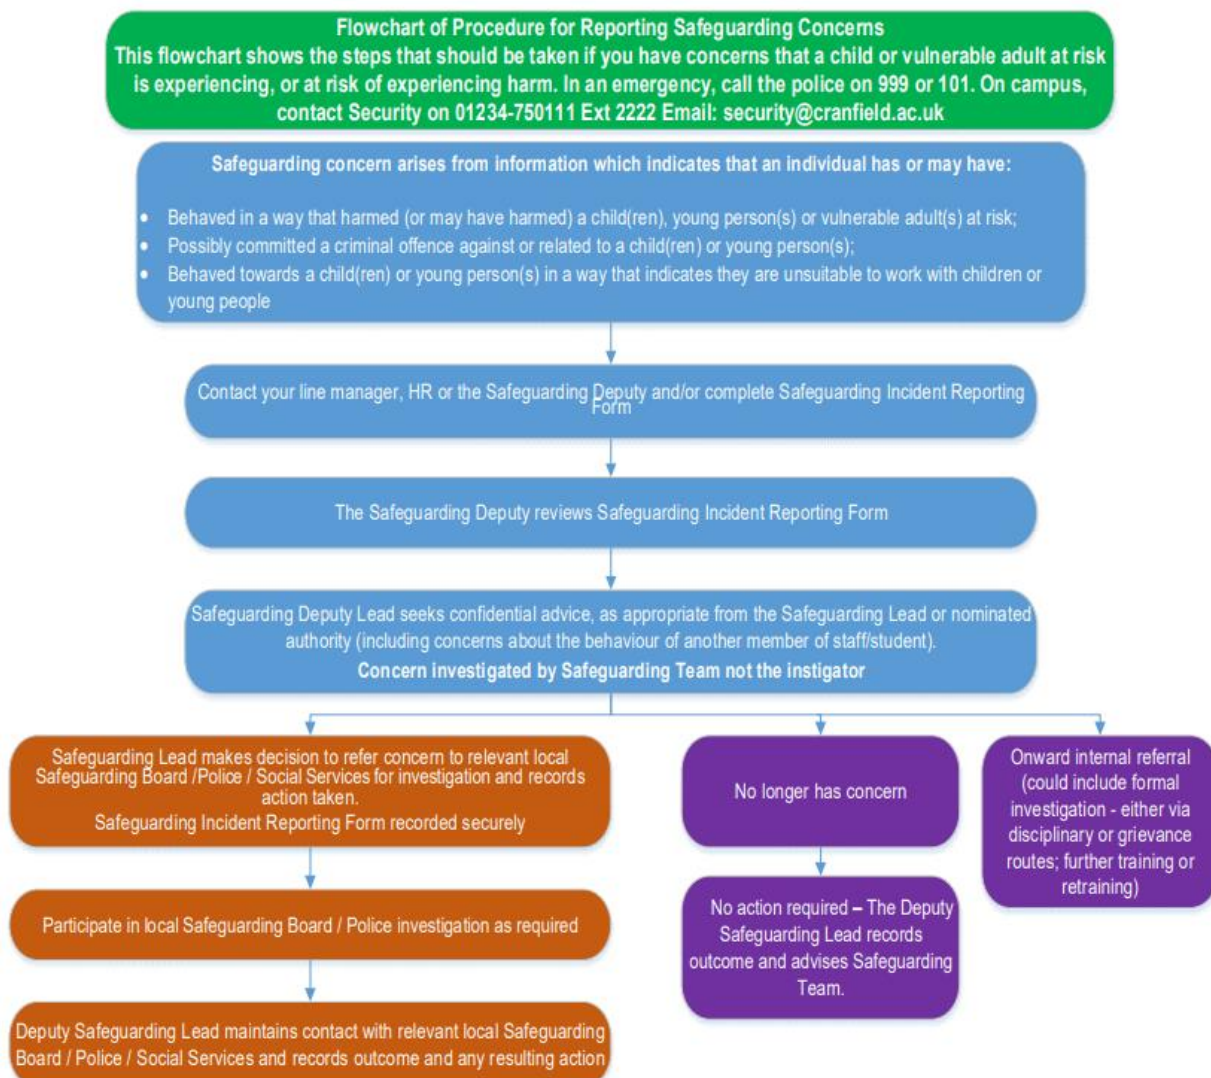 Flowchart of Procedure for Reporting Safeguarding Concerns
This flowchart shows the steps that should be taken if you have concerns that a child or vulnerable adult at risk
is experiencing, or at risk of experiencing harm. In an emergency, call the police on 999 or 101. On campus,
contact Security on 01234-750111 Ext 2222 Email: security@cranfield.ac.uk
Safeguarding concern arises from information which indicates that an individual has or may have:
• Behaved in a way that harmed (or may have harmed) a child(ren), young person(s) or vulnerable adult(s) at risk;
• Possibly committed a criminal offence against or related to a child(ren) or young person(s);
• Behaved towards a child(ren) or young person(s) in a way that indicates they are unsuitable to work with children or
young people
Contact your line manager, HR or the Safeguarding Deputy and/or complete Safeguarding Incident Reporting
Form
The Safeguarding Deputy reviews Safeguarding Incident Reporting Form
Safeguarding Deputy Lead seeks confidential advice, as appropriate from the Safeguarding Lead or nominated
authority (including concerns about the behaviour of another member of staff/student).
Concern investigated by Safeguarding Team not the instigator
Safeguarding Lead makes decision to refer concern to relevant local
Safeguarding Board /Police / Social Services for investigation and records
action taken.
Safeguarding Incident Reporting Form recorded securely
Participate in local Safeguarding Board / Police investigation as required
Deputy Safeguarding Lead maintains contact with relevant local Safeguarding
Board / Police / Social Services and records outcome and any resulting action
No longer has concern
No action required – The Deputy
Safeguarding Lead records
outcome and advises Safeguarding
Team.
Onward internal referral
(could include formal
investigation - either via
disciplinary or grievance
routes; further training or
retraining)